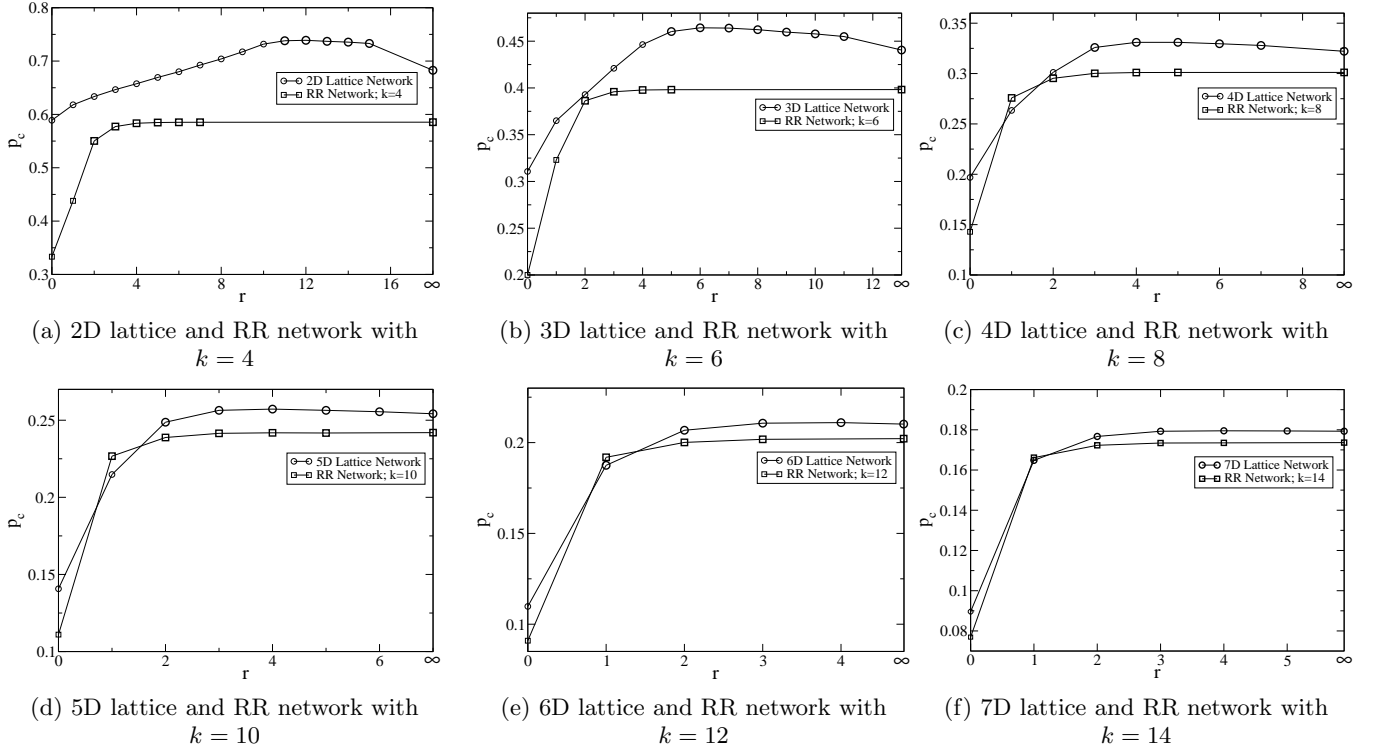 0.8
0.7
0.6
0.5
0.4
0.3
p_c
0 4 8 12 16 ∞
r
2D Lattice Network
RR Network; k=4
(a) 2D lattice and RR network with
k = 4
0.45
0.4
0.35
0.3
0.25
0.2
p_c
0 2 4 6 8 10 12 ∞
r
3D Lattice Network
RR Network; k=6
(b) 3D lattice and RR network with
k = 6
0.35
0.3
0.25
0.2
0.15
0.1
p_c
0 2 4 6 8 ∞
r
4D Lattice Network
RR Network; k=8
(c) 4D lattice and RR network with
k = 8
0.25
0.2
0.15
0.1
p_c
0 2 4 6 ∞
r
5D Lattice Network
RR Network; k=10
(d) 5D lattice and RR network with
k = 10
0.2
0.15
0.1
p_c
0 1 2 3 4 ∞
r
6D Lattice Network
RR Network; k=12
(e) 6D lattice and RR network with
k = 12
0.2
0.18
0.16
0.14
0.12
0.1
0.08
p_c
0 1 2 3 4 5 ∞
r
7D Lattice Network
RR Network; k=14
(f) 7D lattice and RR network with
k = 14